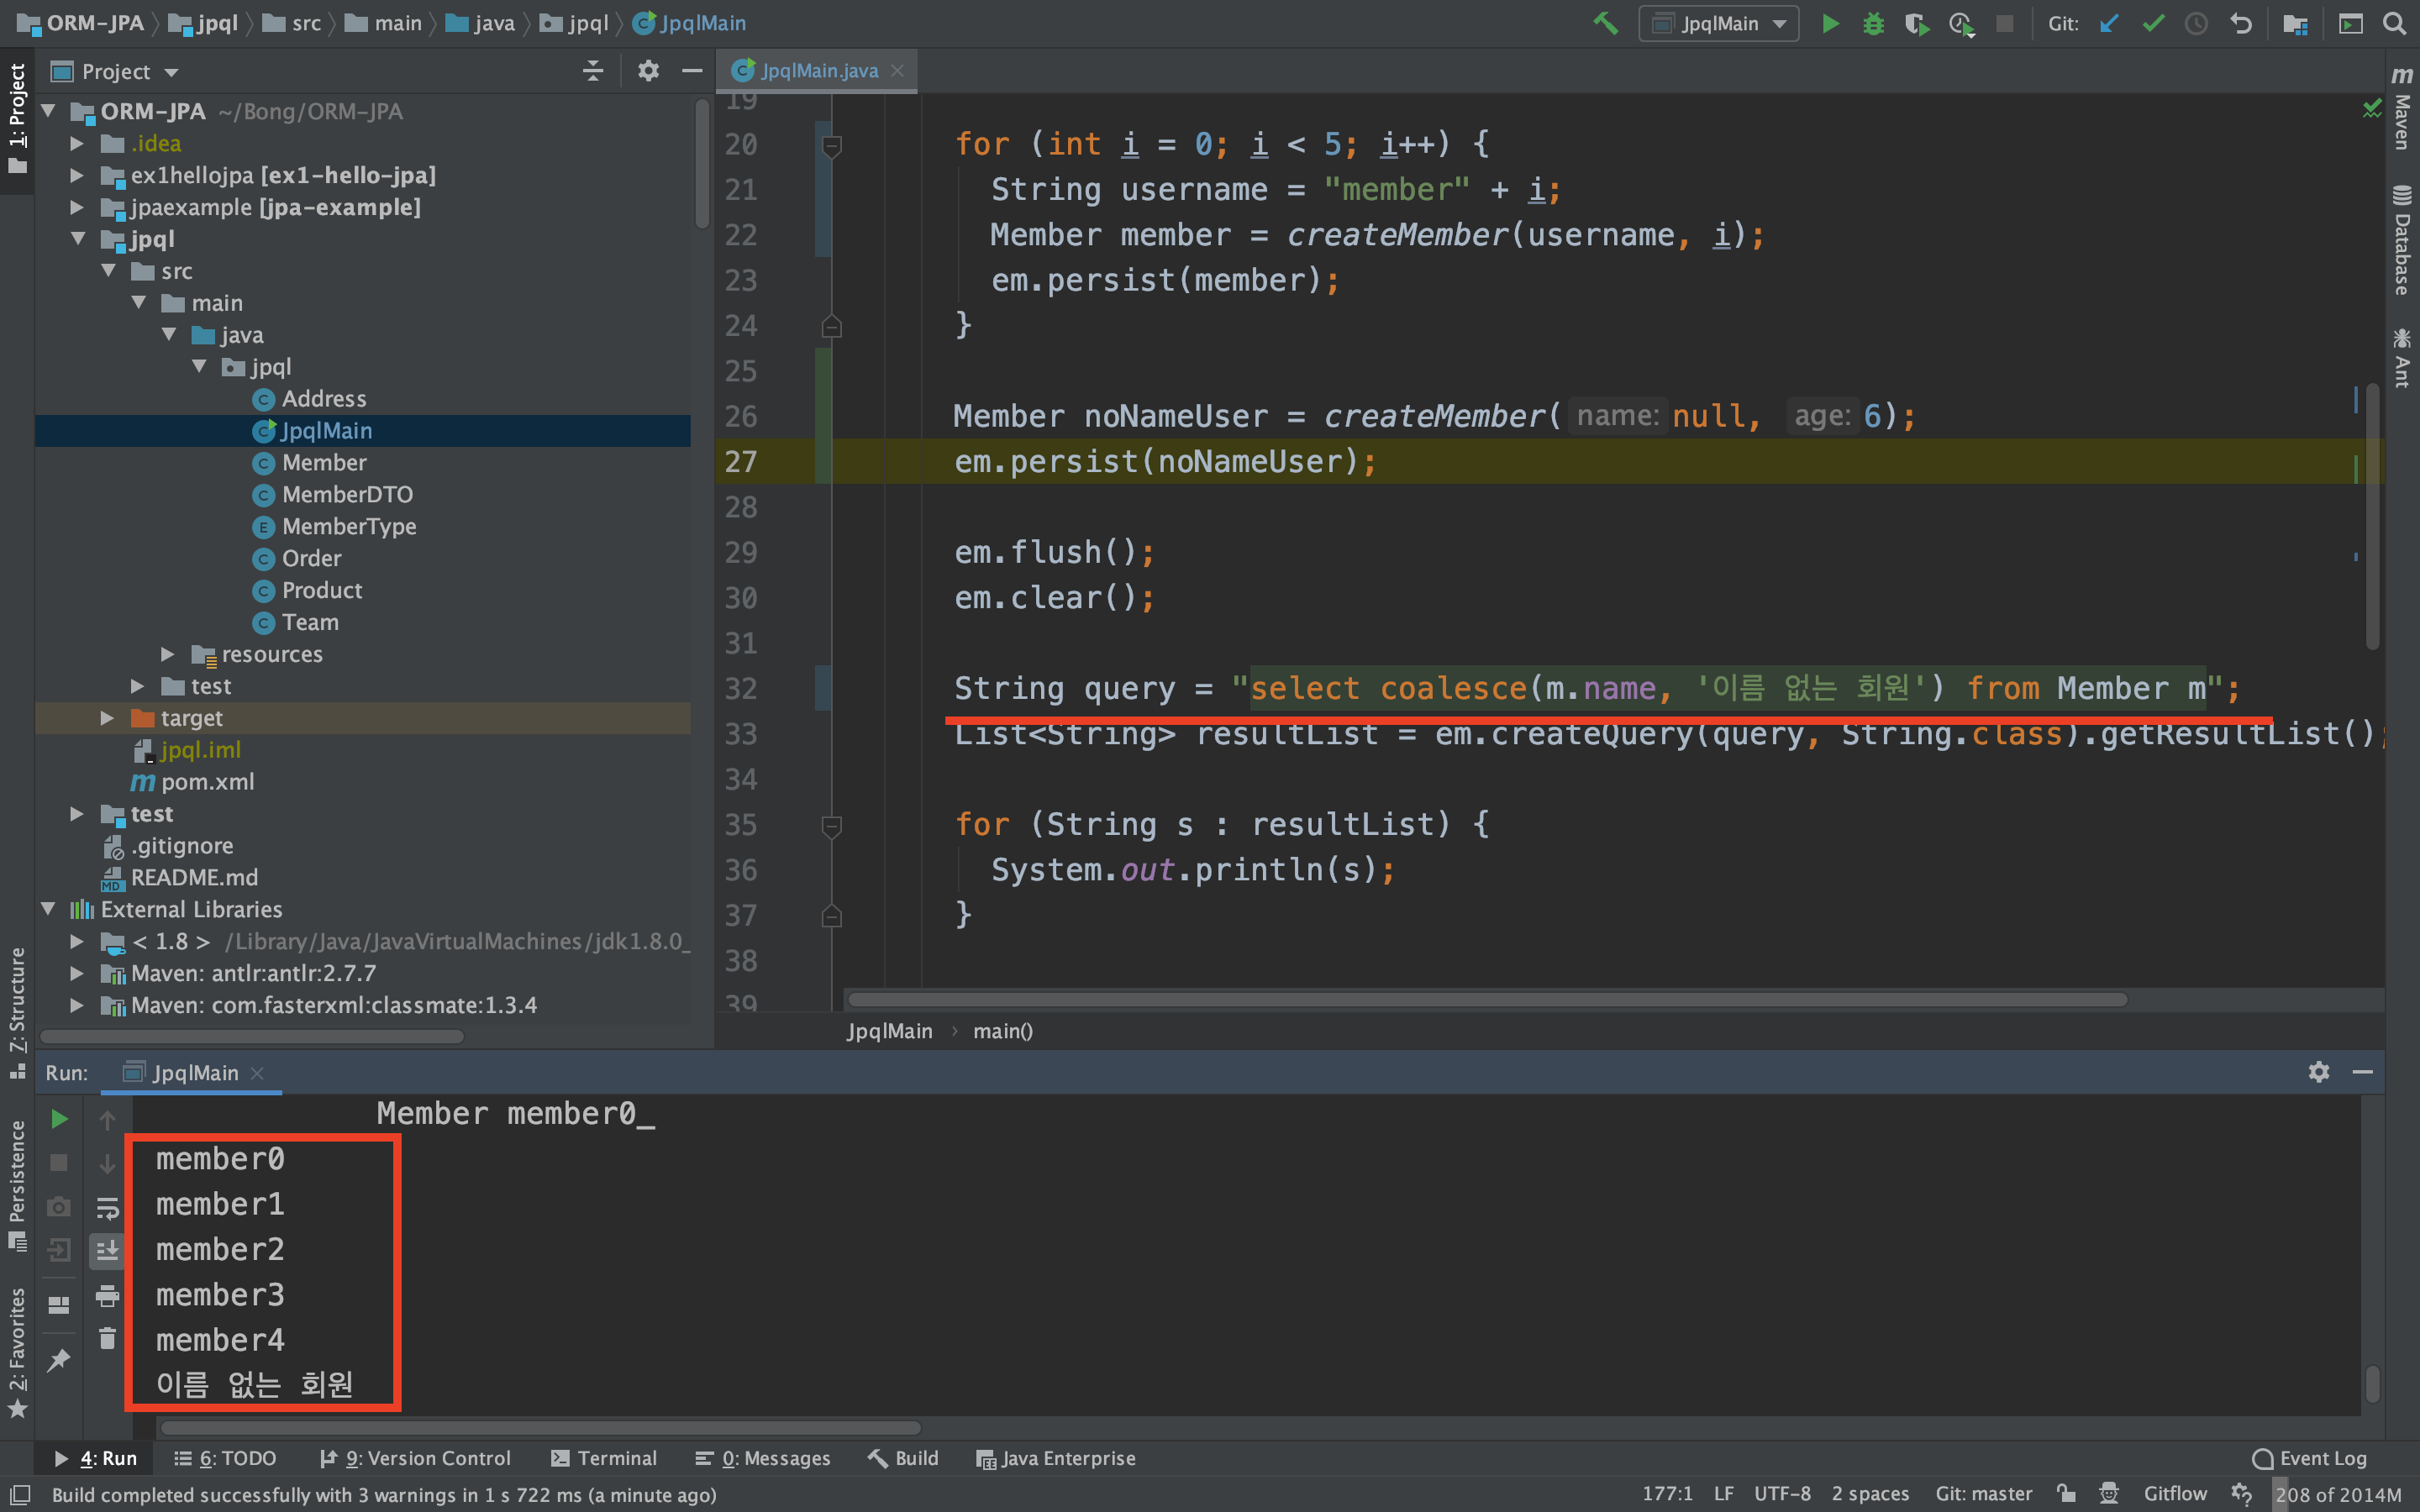 ORM-JPA jpql src main java jpql JpqlMain
JpqlMain Git:
1: Project
Project
ORM-JPA ~/Bong/ORM-JPA
.idea
ex1hellojpa [ex1-hello-jpa]
jpaexample [jpa-example]
jpql
src
main
java
jpql
Address
JpqlMain
Member
MemberDTO
MemberType
Order
Product
Team
resources
test
target
jpql.iml
pom.xml
test
.gitignore
README.md
External Libraries
< 1.8 > /Library/Java/JavaVirtualMachines/jdk1.8.0_
Maven: antlr:antlr:2.7.7
Maven: com.fasterxml:classmate:1.3.4
JpqlMain.java
19
20 for (int i = 0; i < 5; i++) {
21 String username = "member" + i;
22 Member member = createMember(username, i);
23 em.persist(member);
24 }
25
26 Member noNameUser = createMember( name: null, age: 6);
27 em.persist(noNameUser);
28
29 em.flush();
30 em.clear();
31
32 String query = "select coalesce(m.name, '이름 없는 회원') from Member m";
33 List<String> resultList = em.createQuery(query, String.class).getResultList();
34
35 for (String s : resultList) {
36 System.out.println(s);
37 }
38
39
JpqlMain main()
m Maven
Database
Ant
7: Structure
Persistence
2: Favorites
Run: JpqlMain
Member member0_
member0
member1
member2
member3
member4
이름 없는 회원
4: Run 6: TODO 9: Version Control Terminal 0: Messages Build Java Enterprise Event Log
Build completed successfully with 3 warnings in 1 s 722 ms (a minute ago) 177:1 LF UTF-8 2 spaces Git: master Gitflow 208 of 2014M